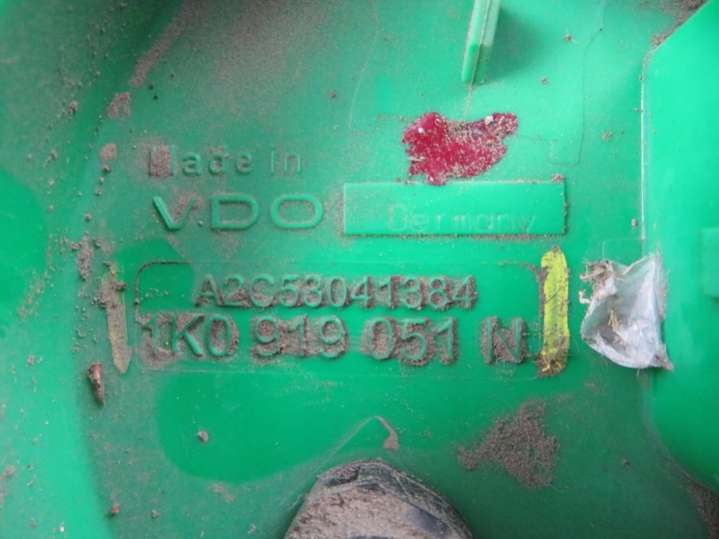 Made in
VDO Germany
A2C53041384
1K0 919 051 N